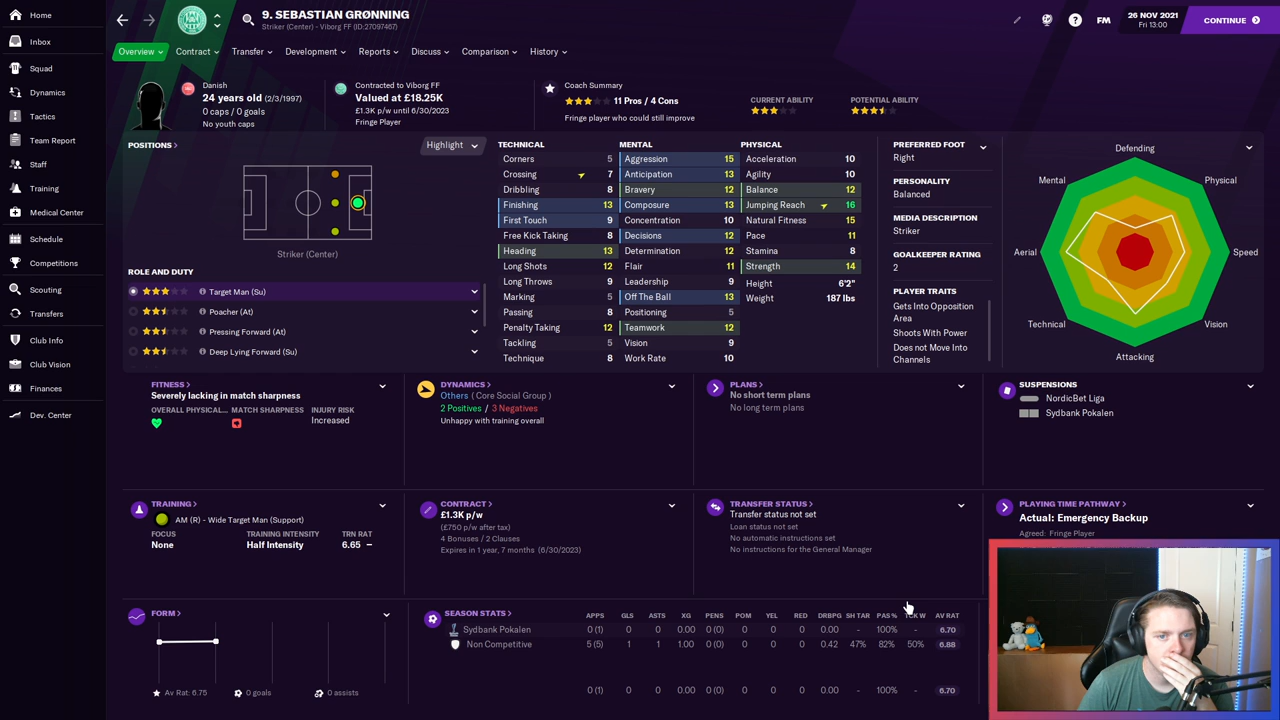 Home
Inbox
Squad
Dynamics
Tactics
Team Report
Staff
Training
Medical Center
Schedule
Competitions
Scouting
Transfers
Club Info
Club Vision
Finances
Dev. Center
9. SEBASTIAN GRØNNING
Striker (Center) - Viborg FF (ID:27097467)
FM
26 NOV 2021
Fri 13:00
CONTINUE
Overview
Contract
Transfer
Development
Reports
Discuss
Comparison
History
Danish
24 years old (2/3/1997)
0 caps / 0 goals
No youth caps
Contracted to Viborg FF
Valued at £18.25K
£1.3K p/w until 6/30/2023
Fringe Player
Coach Summary
11 Pros / 4 Cons
Fringe player who could still improve
CURRENT ABILITY
POTENTIAL ABILITY
POSITIONS >
Highlight
Striker (Center)
ROLE AND DUTY
Target Man (Su)
Poacher (At)
Pressing Forward (At)
Deep Lying Forward (Su)
TECHNICAL
Corners 5
Crossing 7
Dribbling 8
Finishing 13
First Touch 9
Free Kick Taking 8
Heading 13
Long Shots 12
Long Throws 9
Marking 5
Passing 8
Penalty Taking 12
Tackling 5
Technique 8
MENTAL
Aggression 15
Anticipation 13
Bravery 12
Composure 13
Concentration 10
Decisions 12
Determination 12
Flair 11
Leadership 9
Off The Ball 13
Positioning 5
Teamwork 12
Vision 9
Work Rate 10
PHYSICAL
Acceleration 10
Agility 10
Balance 12
Jumping Reach 16
Natural Fitness 15
Pace 11
Stamina 8
Strength 14
Height 6'2"
Weight 187 lbs
PREFERRED FOOT
Right
PERSONALITY
Balanced
MEDIA DESCRIPTION
Striker
GOALKEEPER RATING
2
PLAYER TRAITS
Gets Into Opposition
Area
Shoots With Power
Does not Move Into
Channels
Defending
Physical
Speed
Vision
Attacking
Technical
Aerial
Mental
FITNESS >
Severely lacking in match sharpness
OVERALL PHYSICAL... MATCH SHARPNESS INJURY RISK
Increased
DYNAMICS >
Others ( Core Social Group )
2 Positives / 3 Negatives
Unhappy with training overall
PLANS >
No short term plans
No long term plans
SUSPENSIONS
NordicBet Liga
Sydbank Pokalen
TRAINING >
AM (R) - Wide Target Man (Support)
FOCUS TRAINING INTENSITY TRN RAT
None Half Intensity 6.65 –
CONTRACT >
£1.3K p/w
(£750 p/w after tax)
4 Bonuses / 2 Clauses
Expires in 1 year, 7 months (6/30/2023)
TRANSFER STATUS >
Transfer status not set
Loan status not set
No automatic instructions set
No instructions for the General Manager
PLAYING TIME PATHWAY >
Actual: Emergency Backup
Agreed: Fringe Player
FORM >
Av Rat: 6.75 0 goals 0 assists
SEASON STATS >
APPS GLS ASTS XG PENS POM YEL RED DRBPG SH TAR PAS% TCK W AV RAT
Sydbank Pokalen 0 (1) 0 0 0.00 0 (0) 0 0 0 0.00 - 100% - 6.70
Non Competitive 5 (5) 1 1 1.00 0 (0) 0 0 0 0.42 47% 82% 50% 6.88
0 (1) 0 0 0.00 0 (0) 0 0 0 0.00 - 100% - 6.70